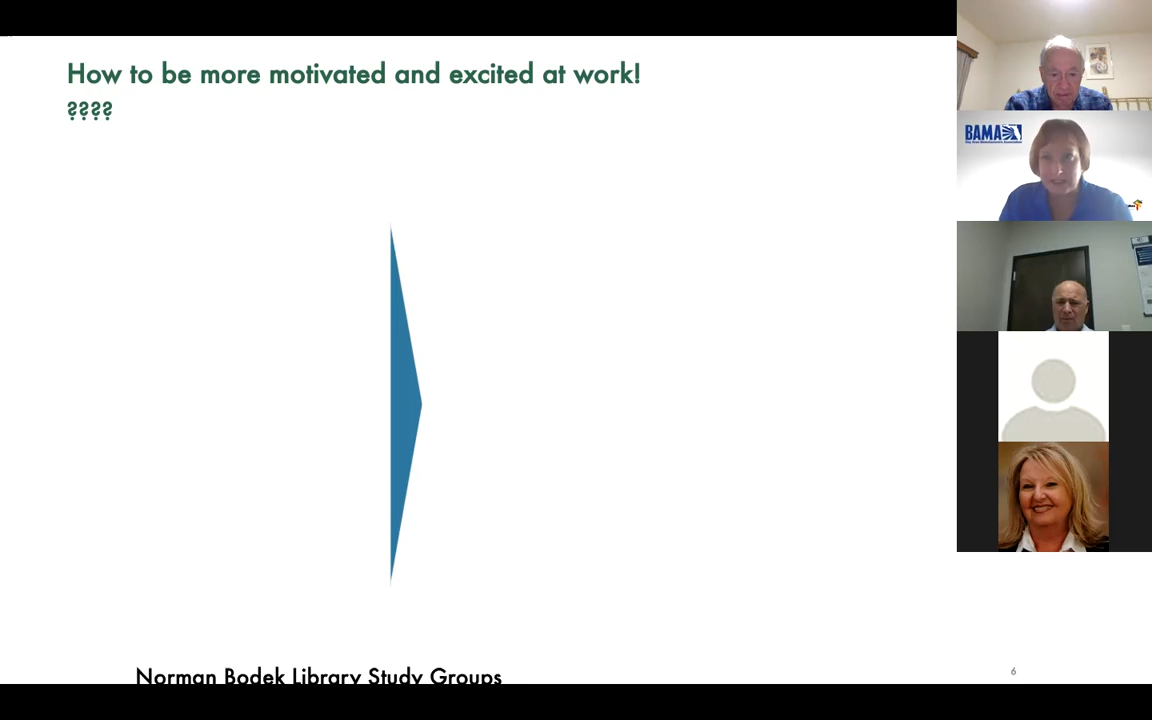 How to be more motivated and excited at work!
????
BAMA
Norman Bodek Library Study Groups
6